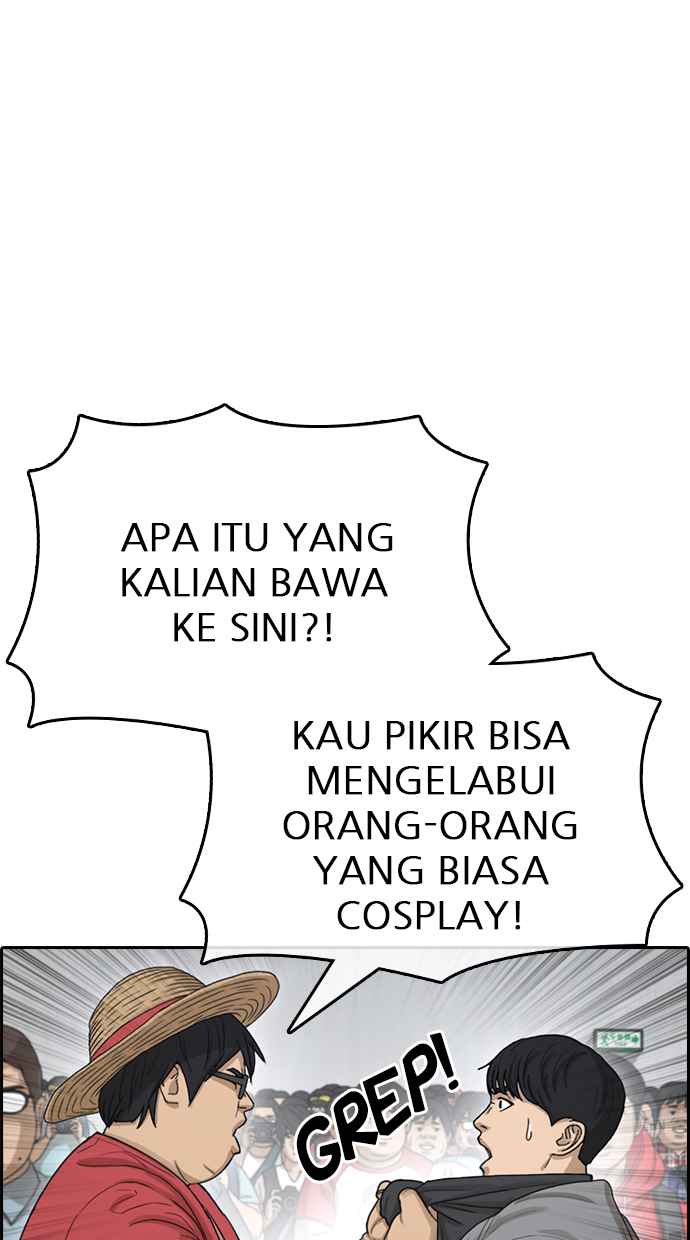 APA ITU YANG
KALIAN BAWA
KE SINI?!
KAU PIKIR BISA
MENGELABUI
ORANG-ORANG
YANG BIASA
COSPLAY!
GREP!